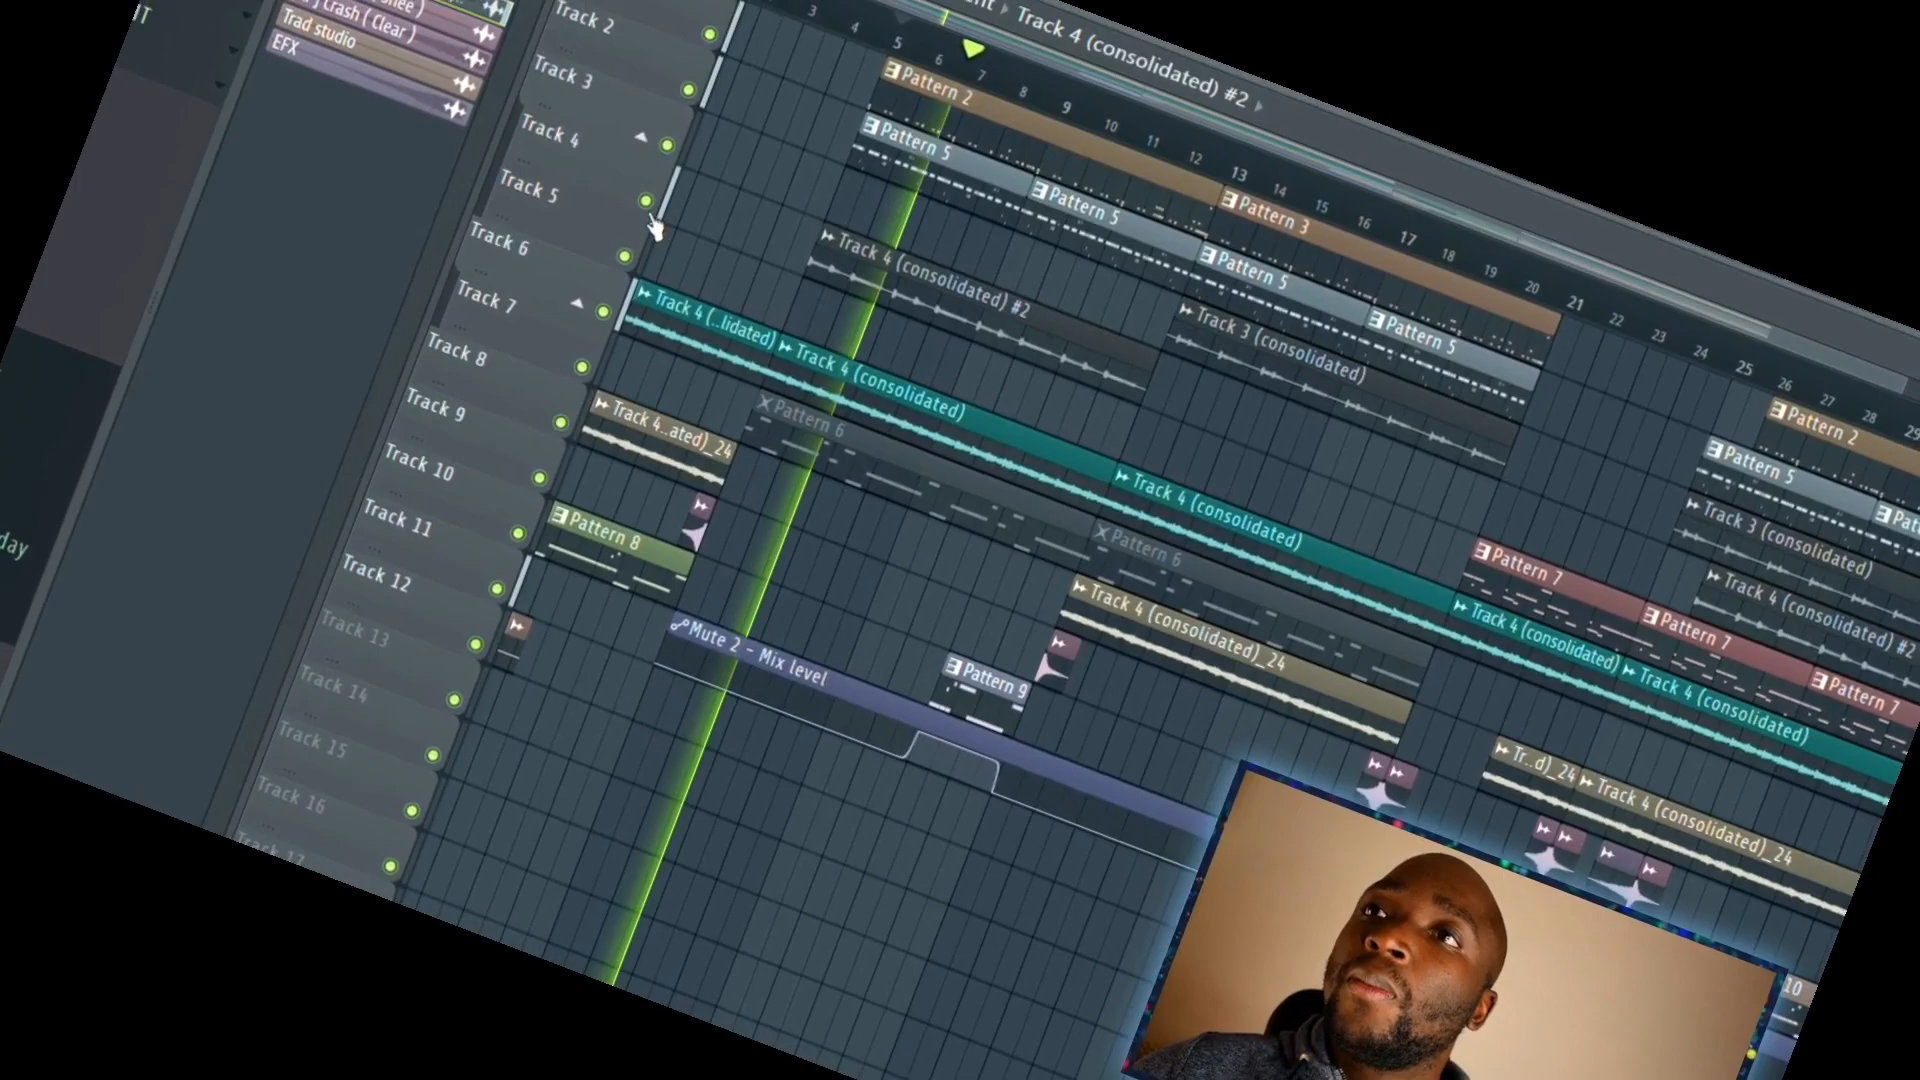 Crash ( Clear )
Trad studio
EFX
Track 4 (consolidated) #2
Track 2
Track 3
Track 4
Track 5
Track 6
Track 7
Track 8
Track 9
Track 10
Track 11
Track 12
Track 13
Track 14
Track 15
Track 16
Track 17
3 4 5 6 7 8 9 10 11 12 13 14 15 16 17 18 19 20 21 22 23 24 25 26 27 28 29
Pattern 2
Pattern 3
Pattern 2
Pattern 5
Pattern 5
Pattern 5
Pattern 5
Pattern 5
Track 4 (consolidated) #2
Track 3 (consolidated)
Track 3 (consolidated)
Track 4 (consolidated) #2
Track 4 (..lidated)
Track 4 (consolidated)
Track 4 (consolidated)
Track 4 (consolidated)
Track 4 (consolidated)
Pattern 6
Pattern 6
Pattern 7
Pattern 7
Pattern 7
Track 4..ated)_24
Track 4 (consolidated)_24
Tr..d)_24
Track 4 (consolidated)_24
Pattern 8
Mute 2 - Mix level
Pattern 9
10
day